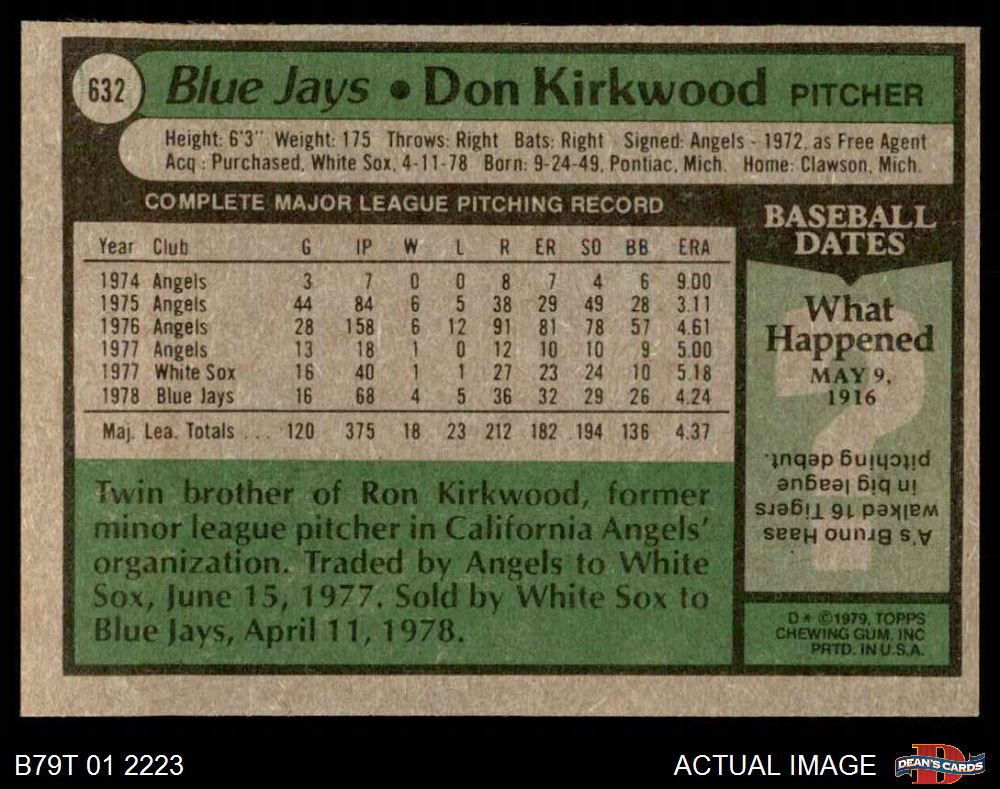 632 Blue Jays • Don Kirkwood PITCHER
Height: 6'3" Weight: 175 Throws: Right Bats: Right Signed: Angels - 1972, as Free Agent
Acq.: Purchased, White Sox, 4-11-78 Born: 9-24-49, Pontiac, Mich. Home: Clawson, Mich.
COMPLETE MAJOR LEAGUE PITCHING RECORD
Year Club G IP W L R ER SO BB ERA
1974 Angels 3 7 0 0 8 7 4 6 9.00
1975 Angels 44 84 6 5 38 29 49 28 3.11
1976 Angels 28 158 6 12 91 81 78 57 4.61
1977 Angels 13 18 1 0 12 10 10 9 5.00
1977 White Sox 16 40 1 1 27 23 24 10 5.18
1978 Blue Jays 16 68 4 5 36 32 29 26 4.24
Maj. Lea. Totals ... 120 375 18 23 212 182 194 136 4.37
Twin brother of Ron Kirkwood, former
minor league pitcher in California Angels'
organization. Traded by Angels to White
Sox, June 15, 1977. Sold by White Sox to
Blue Jays, April 11, 1978.
BASEBALL
DATES
What
Happened
MAY 9,
1916
A's Bruno Haas
walked 16 Tigers
in big league
pitching debut.
D* ©1979, TOPPS
CHEWING GUM, INC
PRTD. IN U.S.A.
B79T 01 2223
ACTUAL IMAGE
D
DEAN'S CARDS